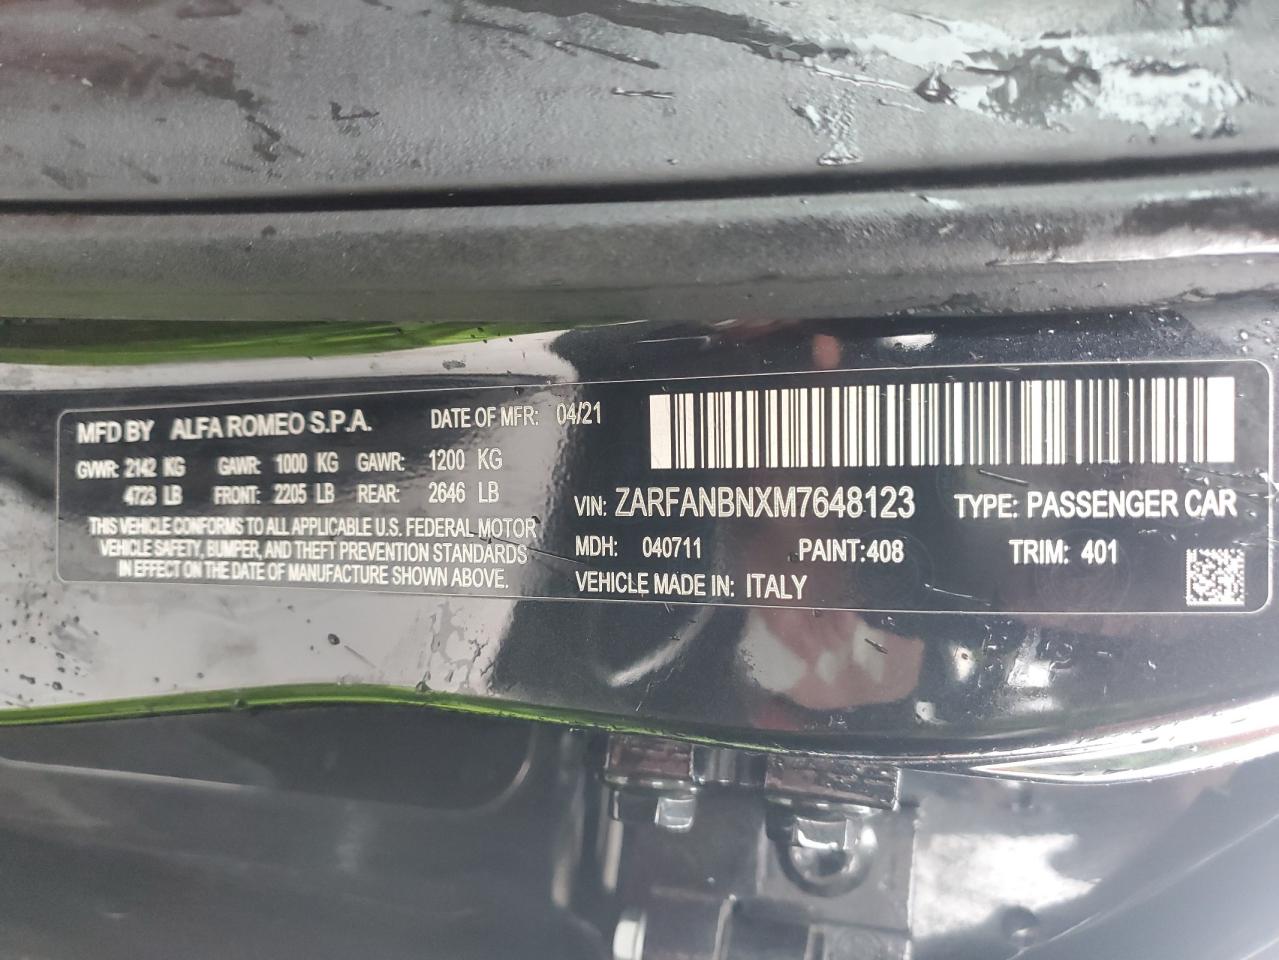 MFD BY ALFA ROMEO S.P.A. DATE OF MFR: 04/21
GVWR: 2142 KG GAWR: 1000 KG GAWR: 1200 KG
4723 LB FRONT: 2205 LB REAR: 2646 LB
THIS VEHICLE CONFORMS TO ALL APPLICABLE U.S. FEDERAL MOTOR
VEHICLE SAFETY, BUMPER, AND THEFT PREVENTION STANDARDS
IN EFFECT ON THE DATE OF MANUFACTURE SHOWN ABOVE.
VIN: ZARFANBNXM7648123 TYPE: PASSENGER CAR
MDH: 040711 PAINT:408 TRIM: 401
VEHICLE MADE IN: ITALY